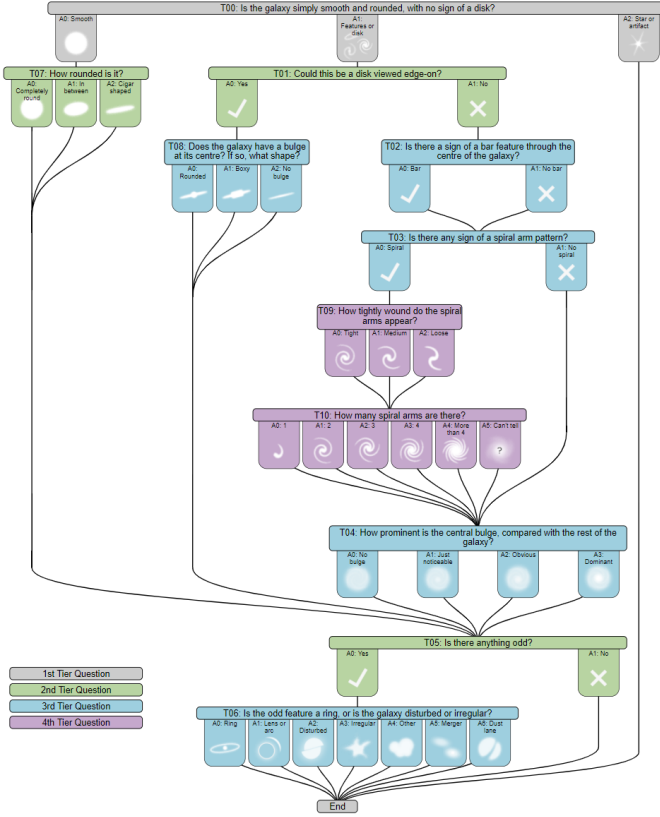 T00: Is the galaxy simply smooth and rounded, with no sign of a disk?
A0: Smooth
A1:
Features or
disk
A2: Star or
artifact
T07: How rounded is it?
A0:
Completely
round
A1: In
between
A2: Cigar
shaped
T01: Could this be a disk viewed edge-on?
A0: Yes
A1: No
T08: Does the galaxy have a bulge
at its centre? If so, what shape?
A0:
Rounded
A1: Boxy
A2: No
bulge
T02: Is there a sign of a bar feature through the
centre of the galaxy?
A0: Bar
A1: No bar
T03: Is there any sign of a spiral arm pattern?
A0: Spiral
A1: No
spiral
T09: How tightly wound do the spiral
arms appear?
A0: Tight
A1: Medium
A2: Loose
T10: How many spiral arms are there?
A0: 1
A1: 2
A2: 3
A3: 4
A4: More
than 4
A5: Can't tell
?
T04: How prominent is the central bulge, compared with the rest of the
galaxy?
A0: No
bulge
A1: Just
noticeable
A2: Obvious
A3:
Dominant
T05: Is there anything odd?
A0: Yes
A1: No
1st Tier Question
2nd Tier Question
3rd Tier Question
4th Tier Question
T06: Is the odd feature a ring, or is the galaxy disturbed or irregular?
A0: Ring
A1: Lens or
arc
A2:
Disturbed
A3: Irregular
A4: Other
A5: Merger
A6: Dust
lane
End